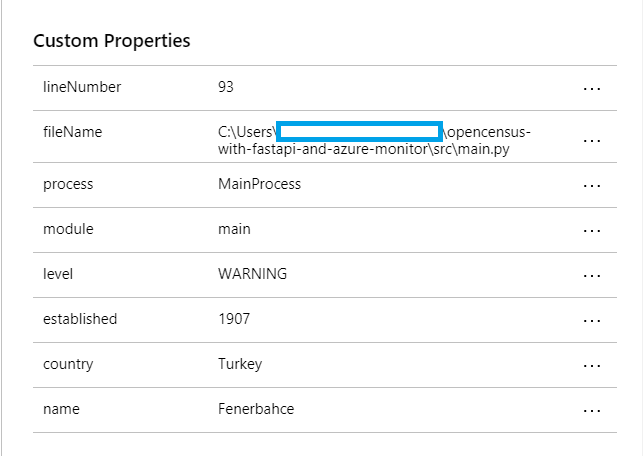 Custom Properties
lineNumber 93 ...
fileName C:\Users\ \opencensus-
with-fastapi-and-azure-monitor\src\main.py ...
process MainProcess ...
module main ...
level WARNING ...
established 1907 ...
country Turkey ...
name Fenerbahce ...